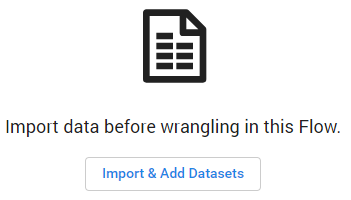 Import data before wrangling in this Flow.
Import & Add Datasets